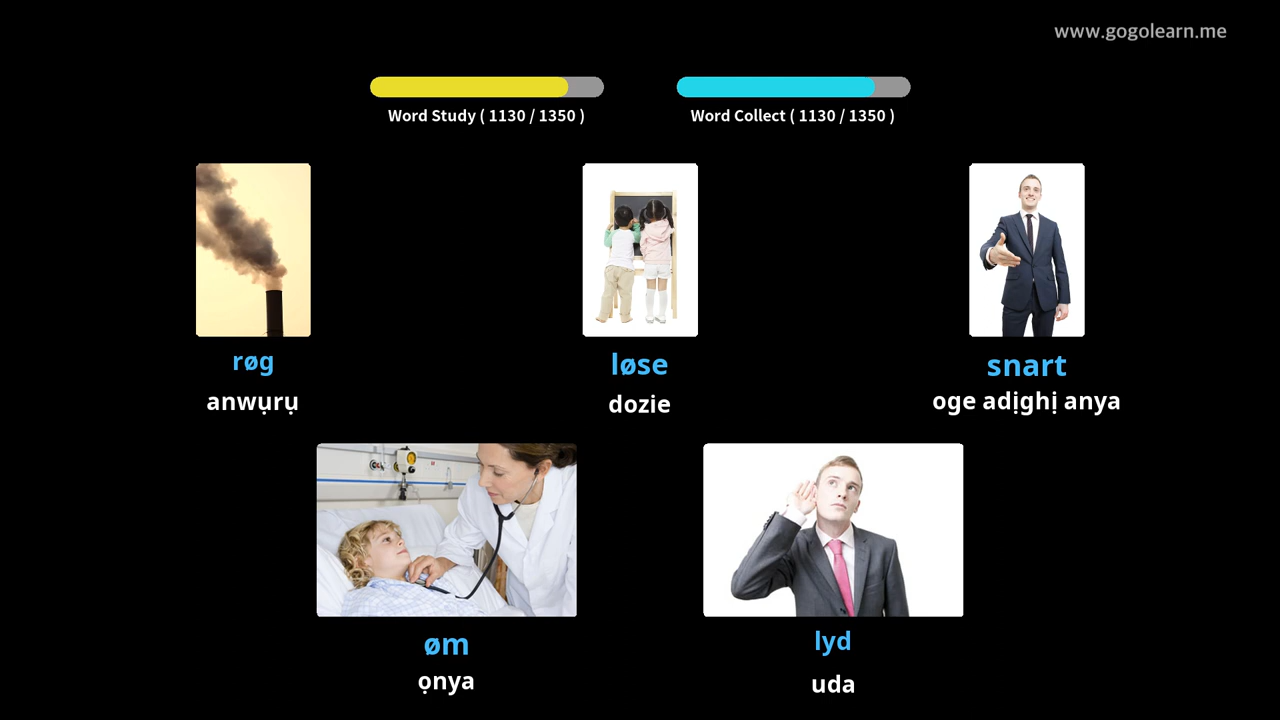 www.gogolearn.me
Word Study ( 1130 / 1350 )
Word Collect ( 1130 / 1350 )
røg
løse
snart
anwụrụ
dozie
oge adịghị anya
øm
lyd
ọnya
uda